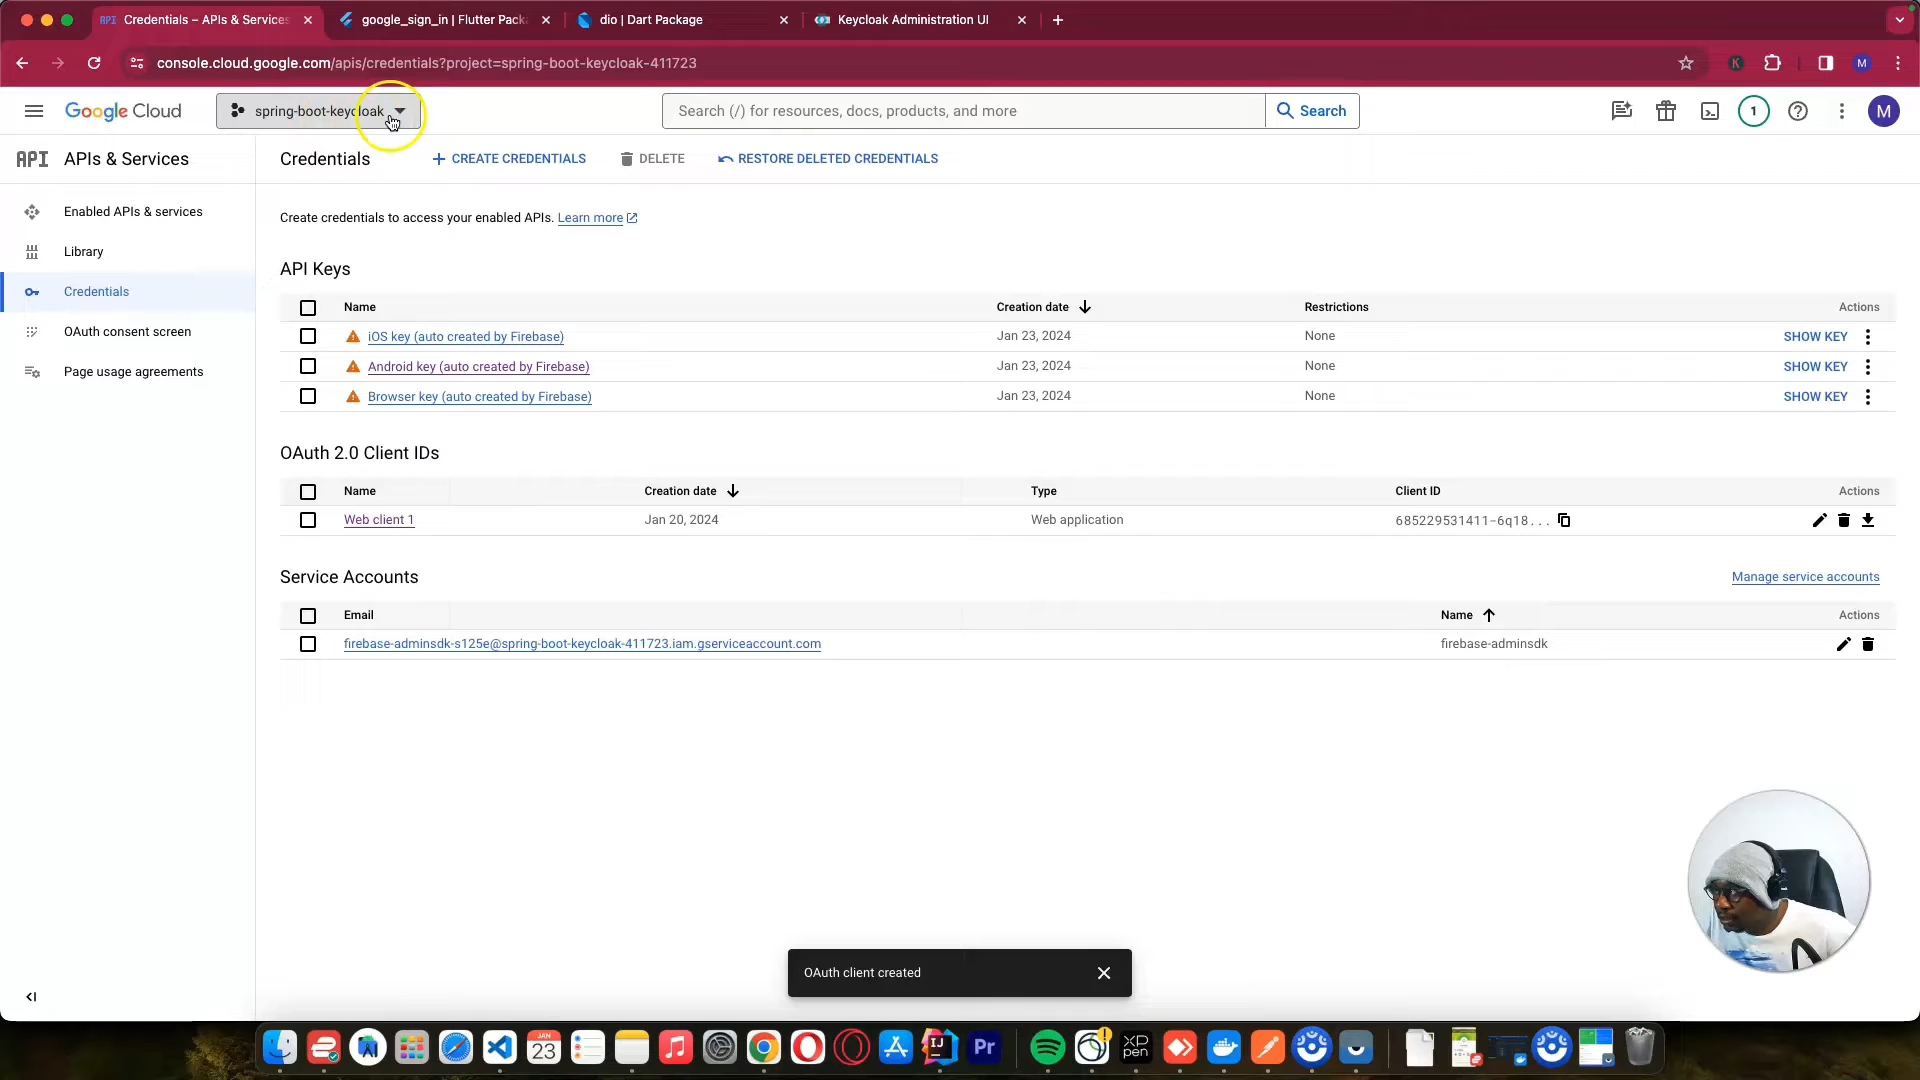 Credentials – APIs & Services
google_sign_in | Flutter Pack
dio | Dart Package
Keycloak Administration UI
console.cloud.google.com/apis/credentials?project=spring-boot-keycloak-411723
K
M
Google Cloud
spring-boot-keycloak
Search (/) for resources, docs, products, and more
Search
1
M
API APIs & Services
Credentials
CREATE CREDENTIALS
DELETE
RESTORE DELETED CREDENTIALS
Enabled APIs & services
Library
Credentials
OAuth consent screen
Page usage agreements
Create credentials to access your enabled APIs. Learn more
API Keys
Name Creation date Restrictions Actions
iOS key (auto created by Firebase) Jan 23, 2024 None SHOW KEY
Android key (auto created by Firebase) Jan 23, 2024 None SHOW KEY
Browser key (auto created by Firebase) Jan 23, 2024 None SHOW KEY
OAuth 2.0 Client IDs
Name Creation date Type Client ID Actions
Web client 1 Jan 20, 2024 Web application 685229531411-6q18...
Service Accounts
Manage service accounts
Email Name Actions
firebase-adminsdk-s125e@spring-boot-keycloak-411723.iam.gserviceaccount.com firebase-adminsdk
OAuth client created
JAN
23
IJ
Pr
XP
PEN